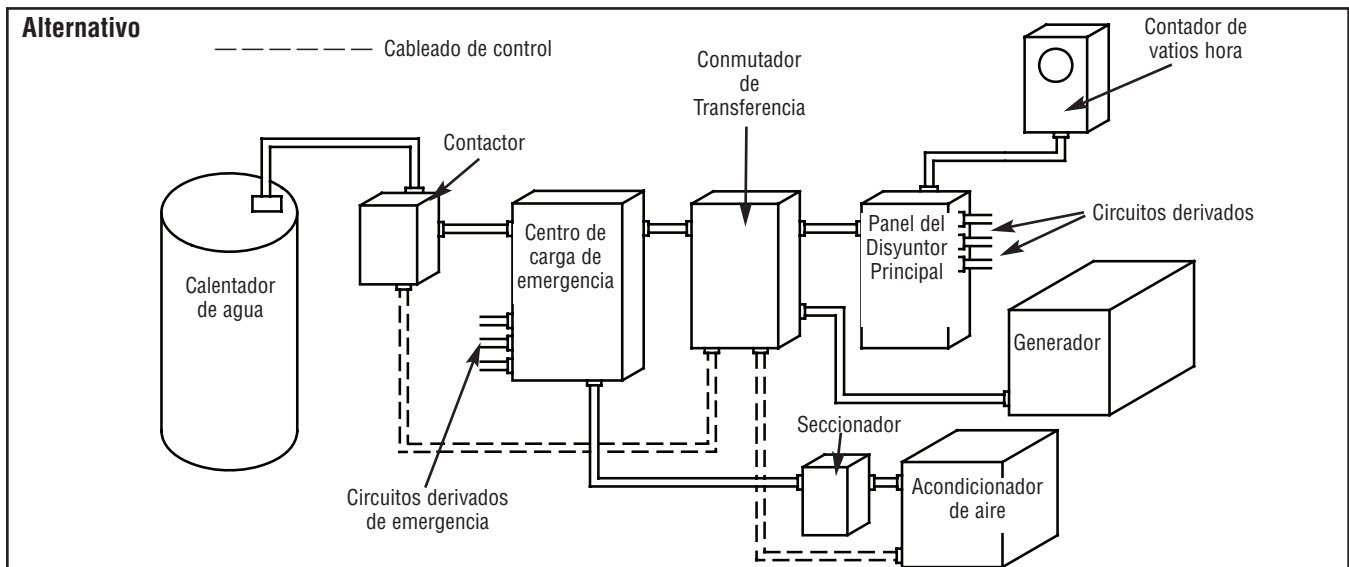 Alternativo
Cableado de control
Conmutador
de
Transferencia
Contador de
vatios hora
Contactor
Calentador
de agua
Centro de
carga de
emergencia
Panel del
Disyuntor
Principal
Circuitos derivados
Generador
Seccionador
Circuitos derivados
de emergencia
Acondicionador
de aire